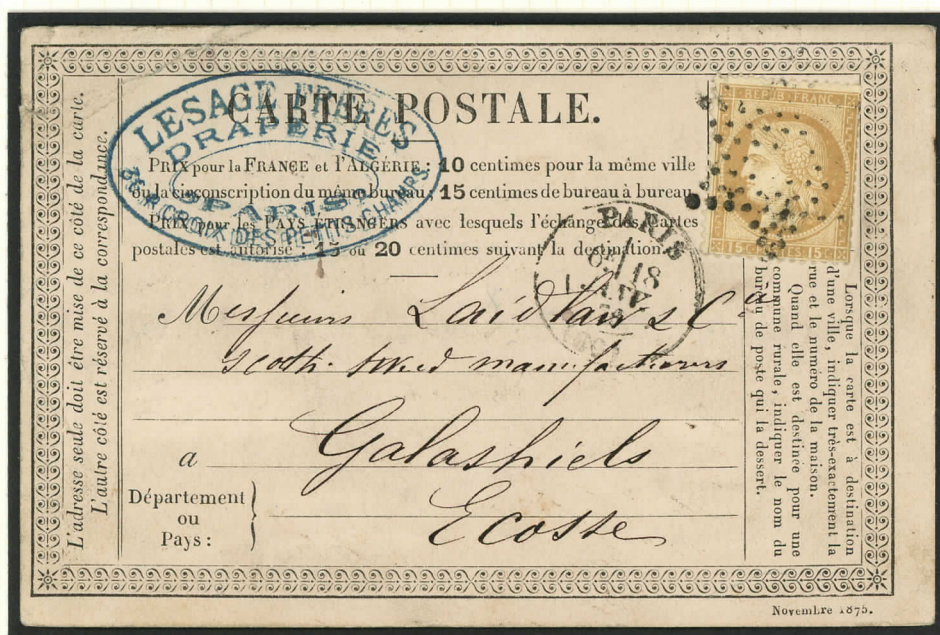 CARTE POSTALE.
LESAGE FRERES
DRAPERIE
PARIS
CROIX DES PETITS CHAMPS
PRIX pour la FRANCE et l'ALGÉRIE : 10 centimes pour la même ville
ou la circonscription du même bureau ; 15 centimes de bureau à bureau.
PRIX pour les PAYS ÉTRANGERS avec lesquels l'échange des Cartes
postales est autorisé : 15 ou 20 centimes suivant la destination.
REPUB. FRANC.
15 C 15 C
PARIS
18
JANV
Messieurs Laidlaw & C
scoth tweed manufacturers
a Galashiels
Département
ou
Pays :
Ecosse
L'adresse seule doit être mise de ce côté de la carte.
L'autre côté est réservé à la correspondance.
Lorsque la carte est à destination
d'une ville, indiquer très-exactement la
rue et le numéro de la maison.
Quand elle est destinée pour une
commune rurale, indiquer le nom du
bureau de poste qui la dessert.
Novembre 1875.